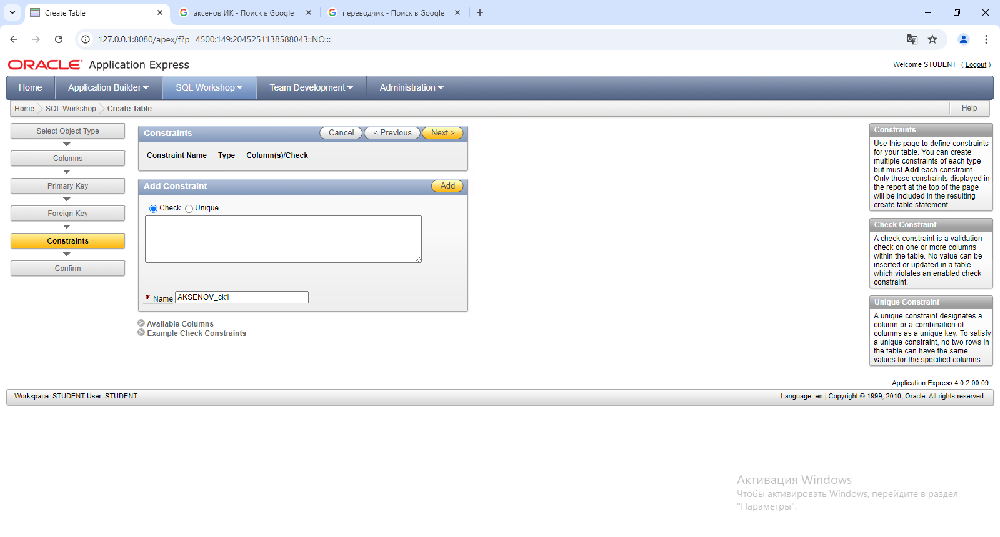 Create Table
аксенов ИК - Поиск в Google
переводчик - Поиск в Google
127.0.0.1:8080/apex/f?p=4500:149:2045251138588043::NO:::
ORACLE Application Express
Welcome STUDENT ( Logout )
Home Application Builder SQL Workshop Team Development Administration
Home SQL Workshop Create Table Help
Select Object Type
Columns
Primary Key
Foreign Key
Constraints
Confirm
Constraints Cancel < Previous Next >
Constraint Name Type Column(s)/Check
Add Constraint Add
Check Unique
* Name AKSENOV_ck1
Available Columns
Example Check Constraints
Constraints
Use this page to define constraints
for your table. You can create
multiple constraints of each type
but must Add each constraint.
Only those constraints displayed in
the report at the top of the page
will be included in the resulting
create table statement.
Check Constraint
A check constraint is a validation
check on one or more columns
within the table. No value can be
inserted or updated in a table
which violates an enabled check
constraint.
Unique Constraint
A unique constraint designates a
column or a combination of
columns as a unique key. To satisfy
a unique constraint, no two rows in
the table can have the same
values for the specified columns.
Application Express 4.0.2.00.09
Workspace: STUDENT User: STUDENT
Language: en | Copyright © 1999, 2010, Oracle. All rights reserved.
Активация Windows
Чтобы активировать Windows, перейдите в раздел
"Параметры".